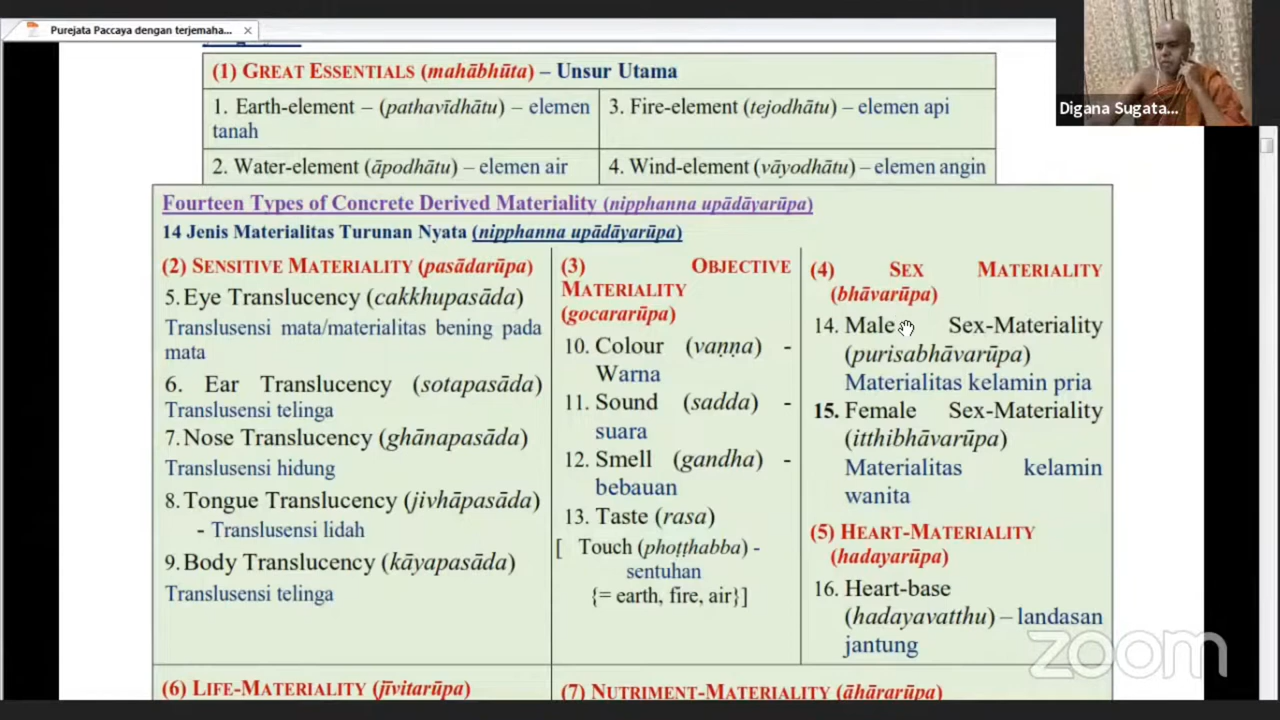 Purejata Paccaya dengan terjemaha...
Digana Sugata...
(1) GREAT ESSENTIALS (mahābhūta) – Unsur Utama
1. Earth-element – (pathavīdhātu) – elemen
tanah
3. Fire-element (tejodhātu) – elemen api
2. Water-element (āpodhātu) – elemen air
4. Wind-element (vāyodhātu) – elemen angin
Fourteen Types of Concrete Derived Materiality (nipphanna upādāyarūpa)
14 Jenis Materialitas Turunan Nyata (nipphanna upādāyarūpa)
(2) SENSITIVE MATERIALITY (pasādarūpa)
5. Eye Translucency (cakkhupasāda)
Translusensi mata/materialitas bening pada
mata
6. Ear Translucency (sotapasāda)
Translusensi telinga
7. Nose Translucency (ghānapasāda)
Translusensi hidung
8. Tongue Translucency (jivhāpasāda)
- Translusensi lidah
9. Body Translucency (kāyapasāda)
Translusensi telinga
(3) OBJECTIVE
MATERIALITY
(gocararūpa)
10. Colour (vaṇṇa) -
Warna
11. Sound (sadda) -
suara
12. Smell (gandha) -
bebauan
13. Taste (rasa)
[ Touch (phoṭṭhabba) -
sentuhan
{= earth, fire, air}]
(4) SEX MATERIALITY
(bhāvarūpa)
14. Male Sex-Materiality
(purisabhāvarūpa)
Materialitas kelamin pria
15. Female Sex-Materiality
(itthibhāvarūpa)
Materialitas kelamin
wanita
(5) HEART-MATERIALITY
(hadayarūpa)
16. Heart-base
(hadayavatthu) – landasan
jantung
(6) LIFE-MATERIALITY (jīvitarūpa)
(7) NUTRIMENT-MATERIALITY (āhārarūpa)
zoom